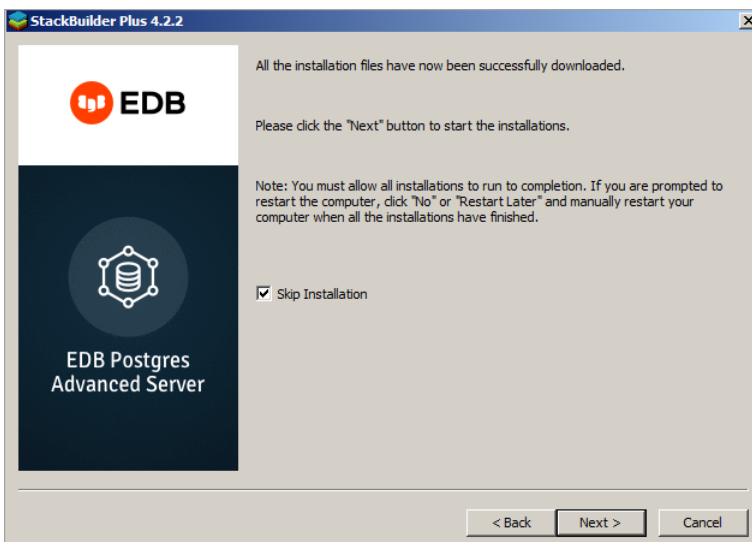 StackBuilder Plus 4.2.2
EDB
All the installation files have now been successfully downloaded.
Please click the "Next" button to start the installations.
Note: You must allow all installations to run to completion. If you are prompted to
restart the computer, click "No" or "Restart Later" and manually restart your
computer when all the installations have finished.
Skip Installation
EDB Postgres
Advanced Server
< Back
Next >
Cancel